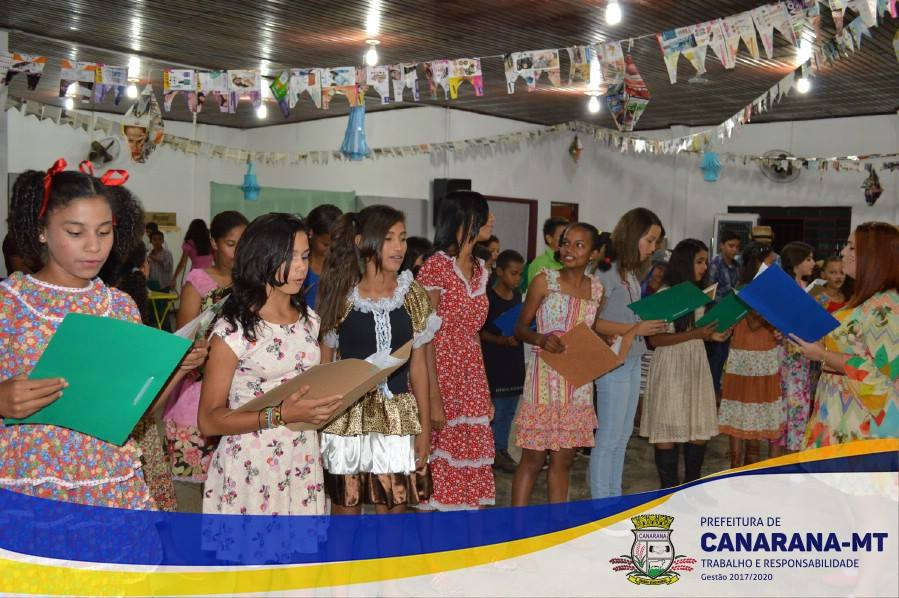 CANARANA
PREFEITURA DE
CANARANA-MT
TRABALHO E RESPONSABILIDADE
Gestão 2017/2020